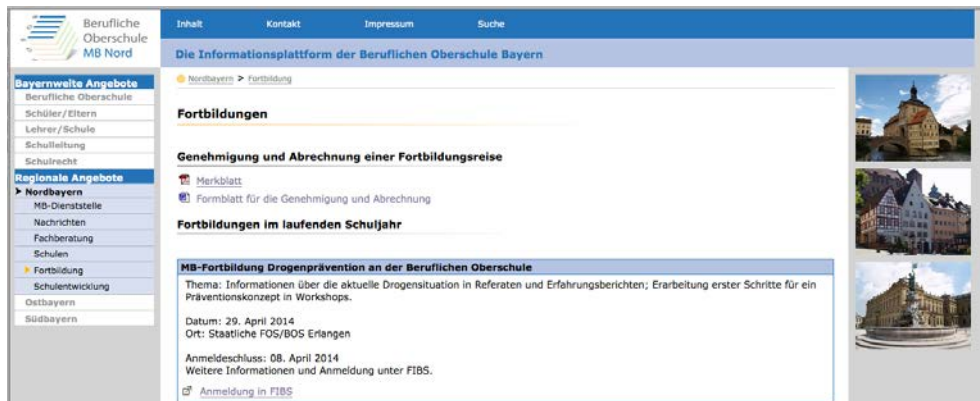 Berufliche
Oberschule
MB Nord
Inhalt Kontakt Impressum Suche
Die Informationsplattform der Beruflichen Oberschule Bayern
Bayernweite Angebote
Berufliche Oberschule
Schüler/Eltern
Lehrer/Schule
Schulleitung
Schulrecht
Regionale Angebote
Nordbayern
MB-Dienststelle
Nachrichten
Fachberatung
Schulen
Fortbildung
Schulentwicklung
Ostbayern
Südbayern
Nordbayern > Fortbildung
Fortbildungen
Genehmigung und Abrechnung einer Fortbildungsreise
Merkblatt
Formblatt für die Genehmigung und Abrechnung
Fortbildungen im laufenden Schuljahr
MB-Fortbildung Drogenprävention an der Beruflichen Oberschule
Thema: Informationen über die aktuelle Drogensituation in Referaten und Erfahrungsberichten; Erarbeitung erster Schritte für ein
Präventionskonzept in Workshops.
Datum: 29. April 2014
Ort: Staatliche FOS/BOS Erlangen
Anmeldeschluss: 08. April 2014
Weitere Informationen und Anmeldung unter FIBS.
Anmeldung in FIBS